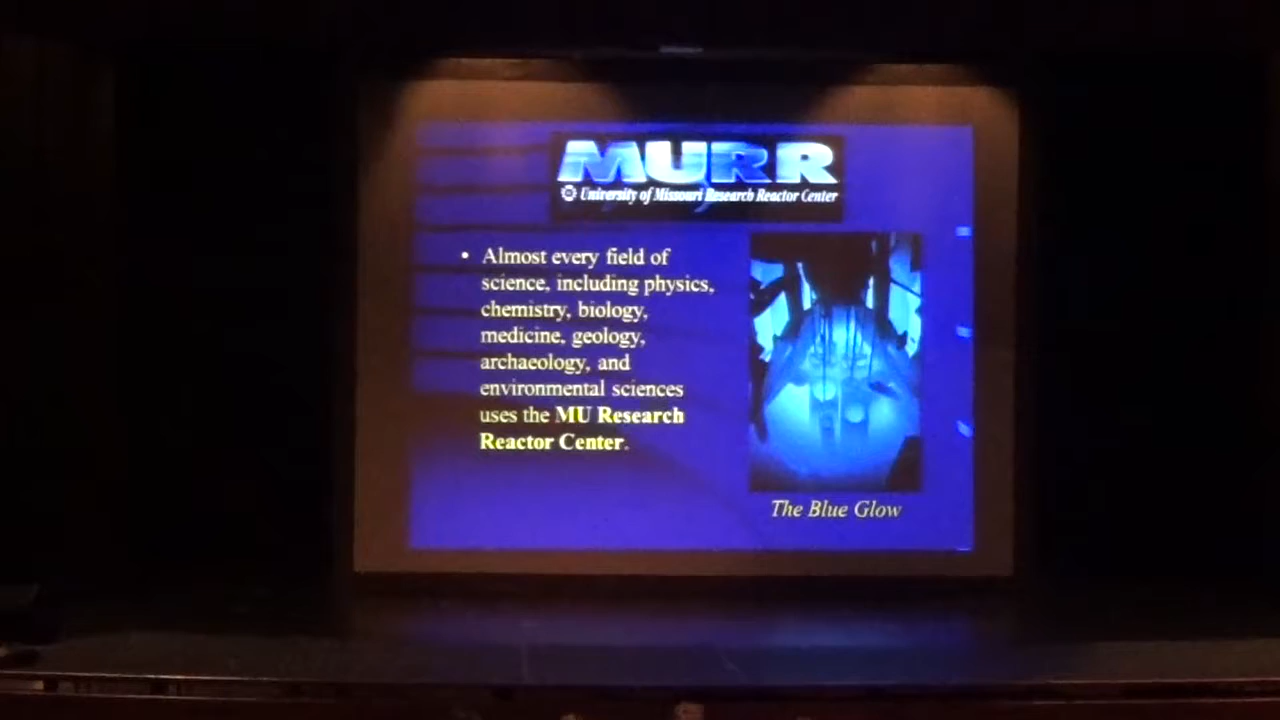 MURR
University of Missouri Research Reactor Center
• Almost every field of
science, including physics,
chemistry, biology,
medicine, geology,
archaeology, and
environmental sciences
uses the MU Research
Reactor Center.
The Blue Glow